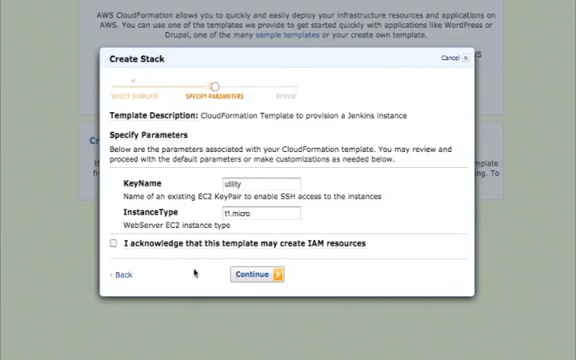 AWS CloudFormation allows you to quickly and easily deploy your infrastructure resources and applications on
AWS. You can use one of the templates we provide to get started quickly with applications like WordPress or
Drupal, one of the many sample templates or your create own template.
Create Stack
Cancel
SELECT TEMPLATE
SPECIFY PARAMETERS
REVIEW
Template Description: CloudFormation Template to provision a Jenkins instance
Specify Parameters
Below are the parameters associated with your CloudFormation template. You may review and
proceed with the default parameters or make customizations as needed below.
KeyName utility
Name of an existing EC2 KeyPair to enable SSH access to the instances
InstanceType t1.micro
WebServer EC2 instance type
I acknowledge that this template may create IAM resources
Back
Continue